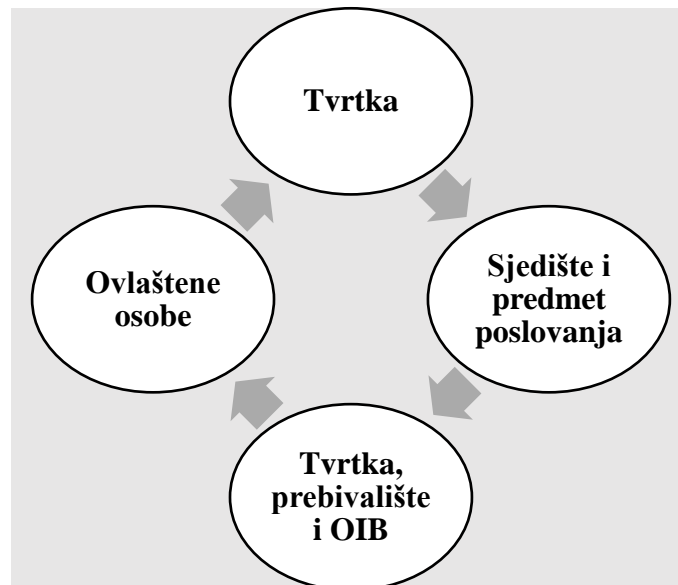 Tvrtka
Sjedište i
predmet
poslovanja
Tvrtka,
prebivalište
i OIB
Ovlaštene
osobe